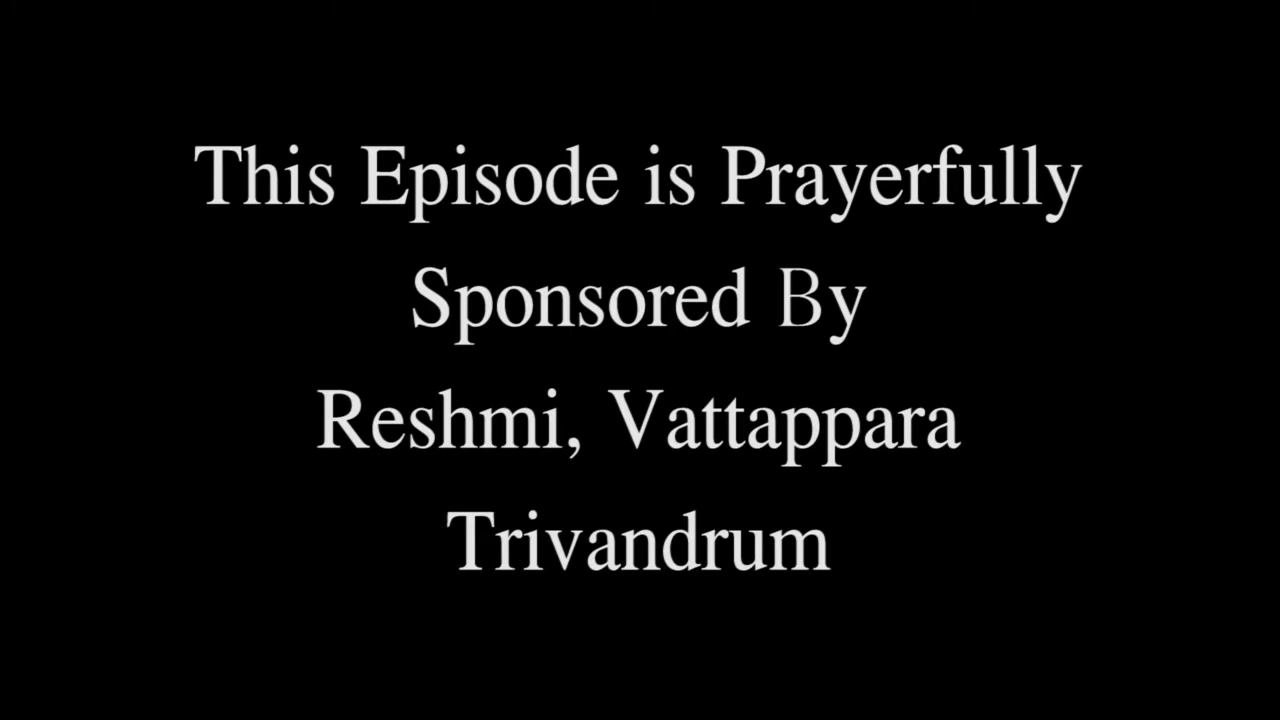 This Episode is Prayerfully
Sponsored By
Reshmi, Vattappara
Trivandrum